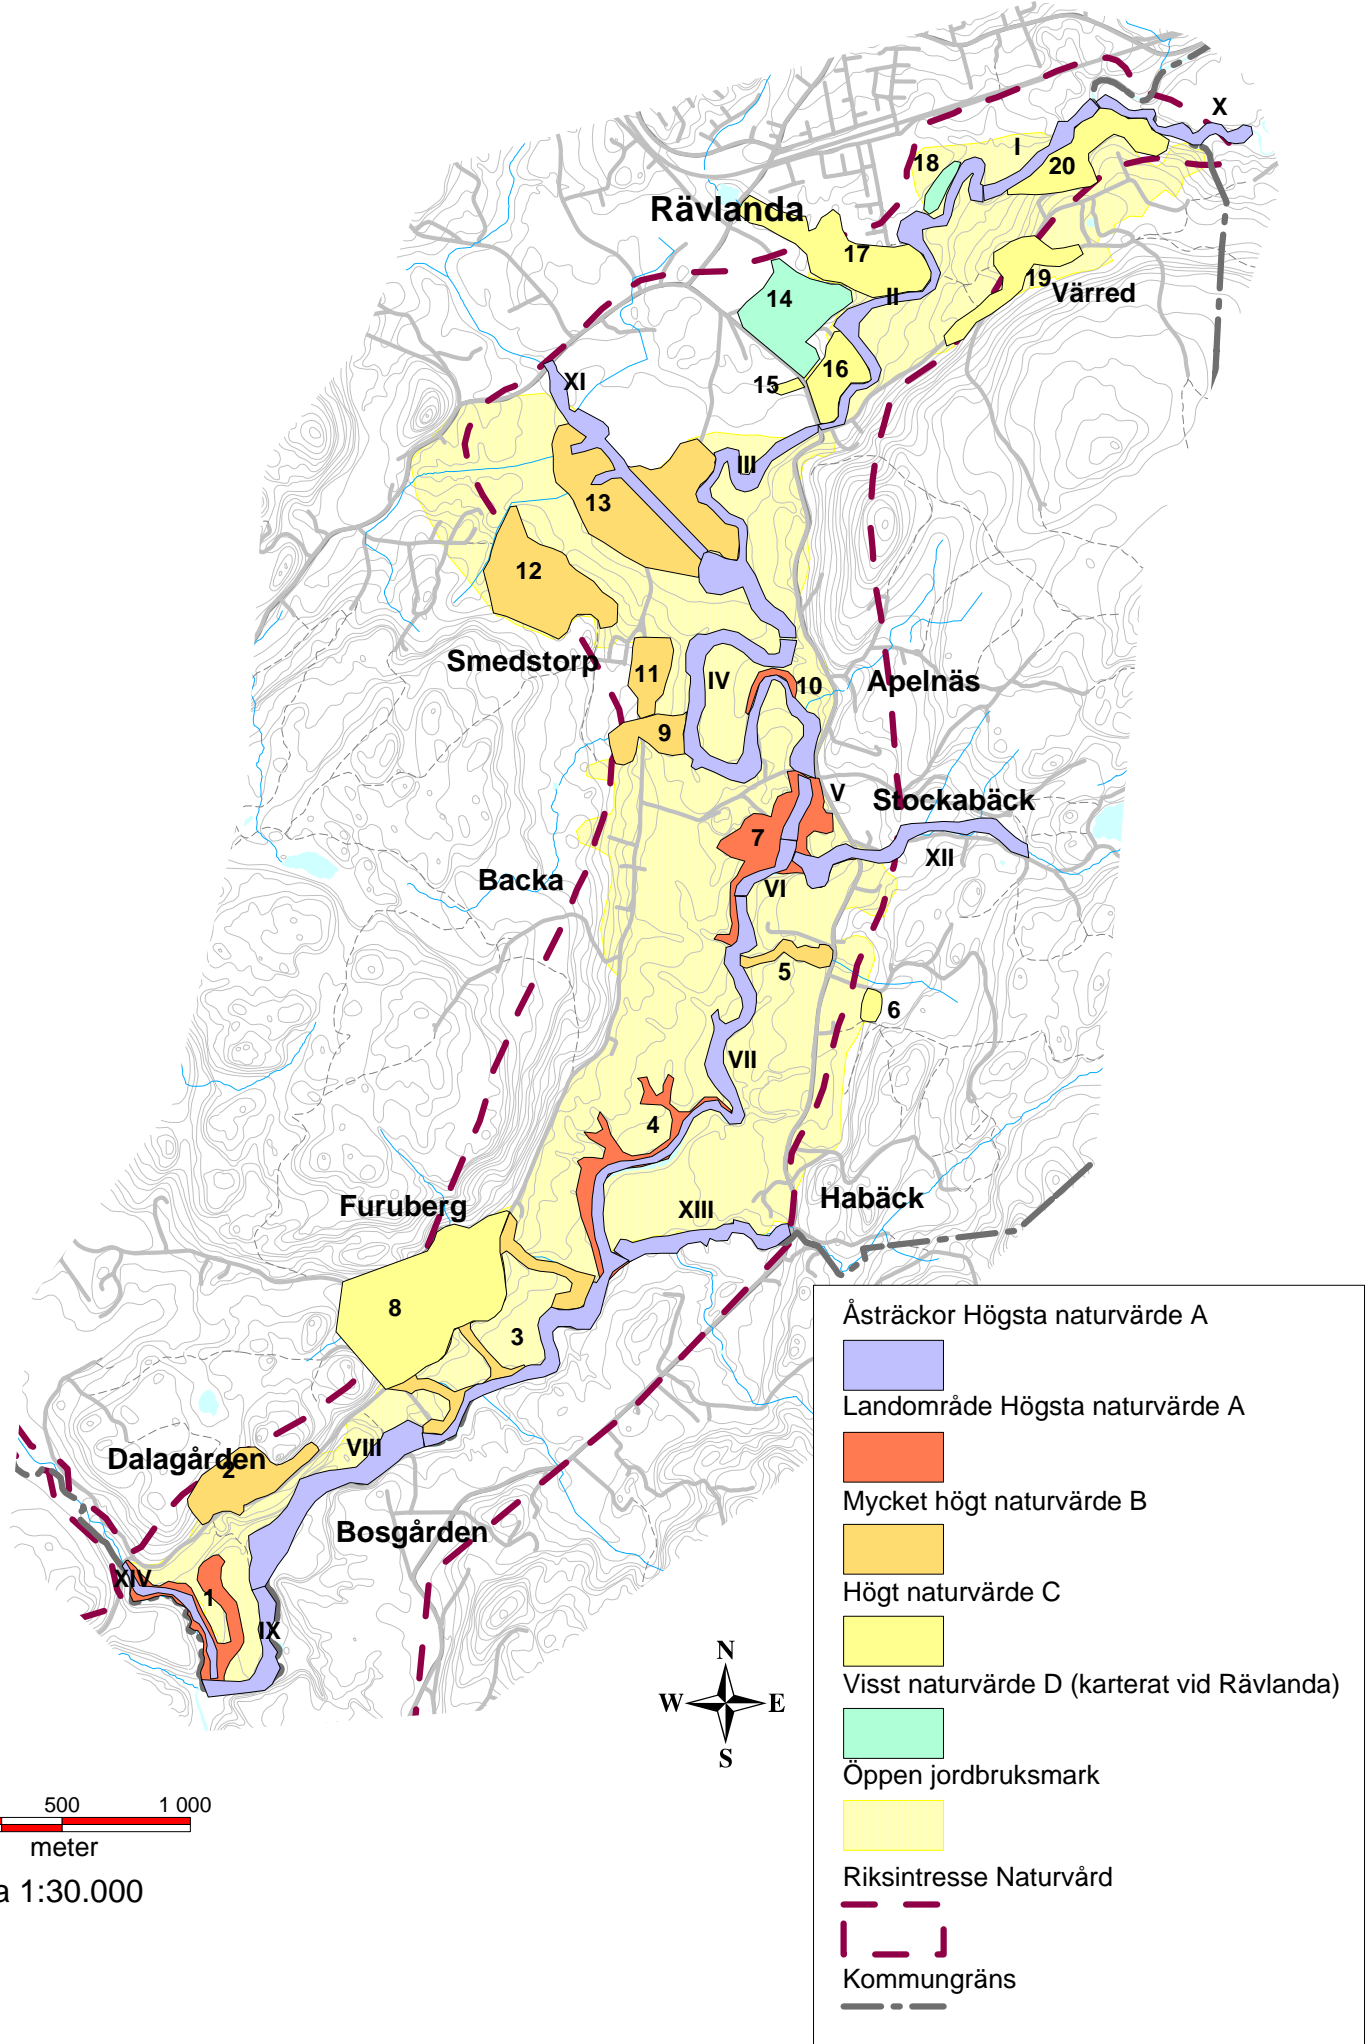 X
I
18
20
Rävlanda
17
19
Värred
14
II
16
15
XI
III
13
12
Smedstorp
11
IV
10
Apelnäs
9
V
Stockabäck
7
XII
VI
Backa
5
6
VII
4
Furuberg
XIII
Habäck
8
3
VIII
Dalagården
2
Bosgården
XIV
1
IX
N
W E
S
500 1 000
meter
a 1:30.000
Åsträckor Högsta naturvärde A
Landområde Högsta naturvärde A
Mycket högt naturvärde B
Högt naturvärde C
Visst naturvärde D (karterat vid Rävlanda)
Öppen jordbruksmark
Riksintresse Naturvård
Kommungräns